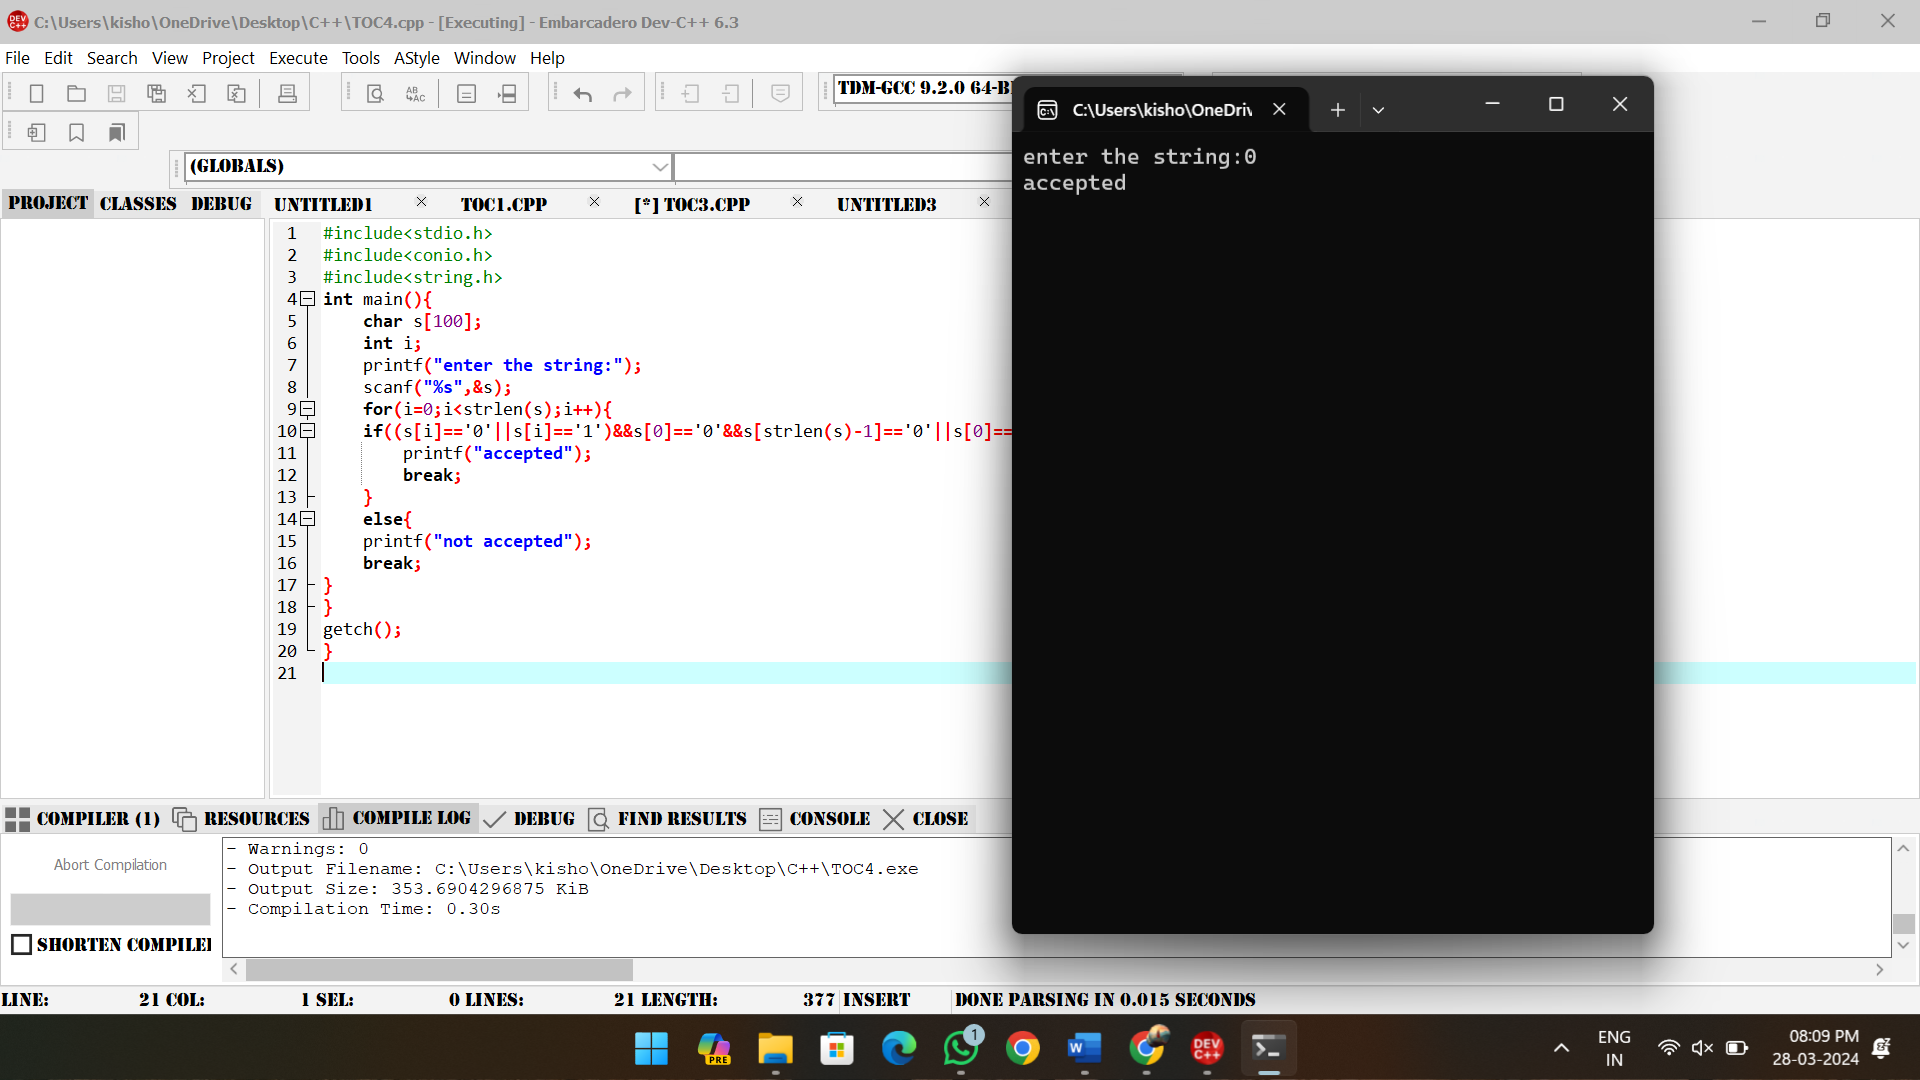 C:\Users\kisho\OneDrive\Desktop\C++\TOC4.cpp - [Executing] - Embarcadero Dev-C++ 6.3
File Edit Search View Project Execute Tools AStyle Window Help
TDM-GCC 9.2.0 64-B
(GLOBALS)
PROJECT CLASSES DEBUG UNTITLED1 TOC1.CPP [*] TOC3.CPP UNTITLED3
1 #include<stdio.h>
2 #include<conio.h>
3 #include<string.h>
4 int main(){
5 char s[100];
6 int i;
7 printf("enter the string:");
8 scanf("%s",&s);
9 for(i=0;i<strlen(s);i++){
10 if((s[i]=='0'||s[i]=='1')&&s[0]=='0'&&s[strlen(s)-1]=='0'||s[0]==
11 printf("accepted");
12 break;
13 }
14 else{
15 printf("not accepted");
16 break;
17 }
18 }
19 getch();
20 }
21
C:\Users\kisho\OneDriv
enter the string:0
accepted
COMPILER (1) RESOURCES COMPILE LOG DEBUG FIND RESULTS CONSOLE CLOSE
Abort Compilation
SHORTEN COMPILER
- Warnings: 0
- Output Filename: C:\Users\kisho\OneDrive\Desktop\C++\TOC4.exe
- Output Size: 353.6904296875 KiB
- Compilation Time: 0.30s
LINE: 21 COL: 1 SEL: 0 LINES: 21 LENGTH: 377 INSERT DONE PARSING IN 0.015 SECONDS
PRE
1
DEV C++
ENG
IN
08:09 PM
28-03-2024